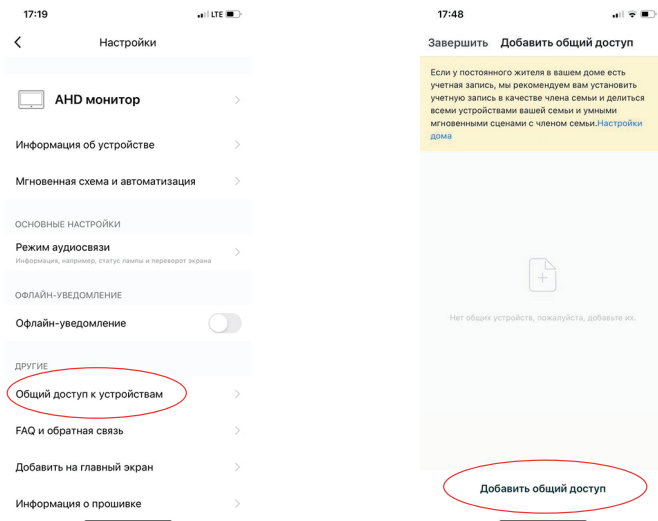 17:19
LTE
Настройки
AHD монитор
Информация об устройстве
Мгновенная схема и автоматизация
ОСНОВНЫЕ НАСТРОЙКИ
Режим аудиосвязи
Информация, например, статус лампы и переворот экрана
ОФЛАЙН-УВЕДОМЛЕНИЕ
Офлайн-уведомление
ДРУГИЕ
Общий доступ к устройствам
FAQ и обратная связь
Добавить на главный экран
Информация о прошивке
17:48
Завершить Добавить общий доступ
Если у постоянного жителя в вашем доме есть
учетная запись, мы рекомендуем вам установить
учетную запись в качестве члена семьи и делиться
всеми устройствами вашей семьи и умными
мгновенными сценами с членом семьи.Настройки
дома
Нет общих устройств, пожалуйста, добавьте их.
Добавить общий доступ